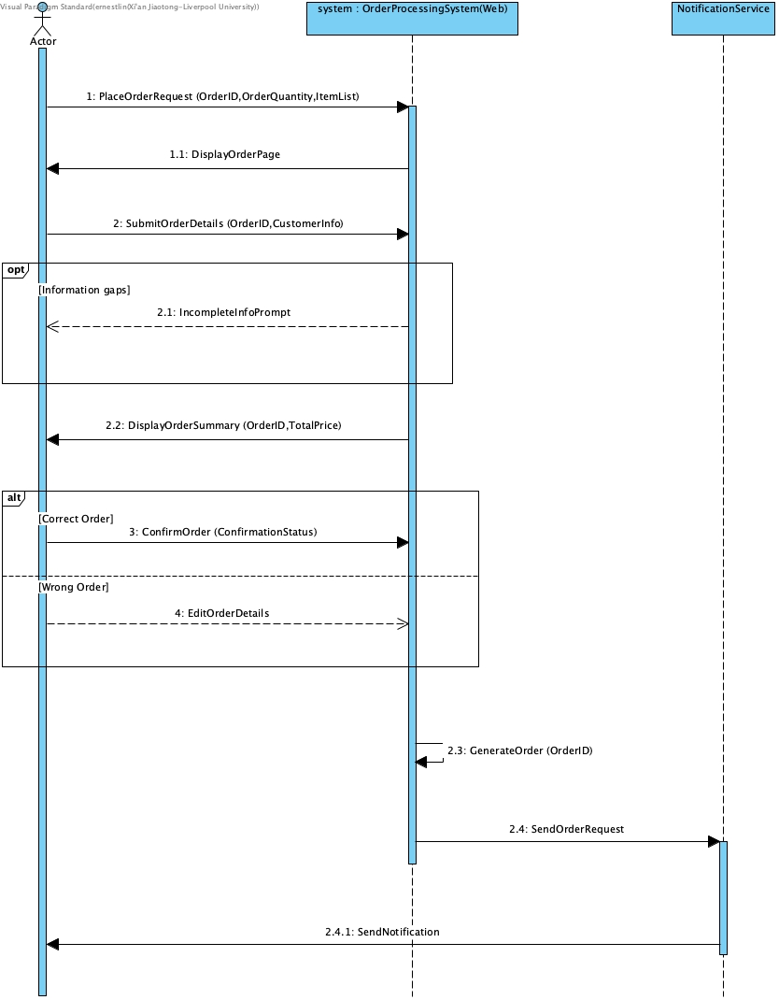 Visual Paradigm Standard(ernestlin(Xi'an Jiaotong-Liverpool University))
Actor
system : OrderProcessingSystem(Web)
NotificationService
1: PlaceOrderRequest (OrderID,OrderQuantity,ItemList)
1.1: DisplayOrderPage
2: SubmitOrderDetails (OrderID,CustomerInfo)
opt
[Information gaps]
2.1: IncompleteInfoPrompt
2.2: DisplayOrderSummary (OrderID,TotalPrice)
alt
[Correct Order]
3: ConfirmOrder (ConfirmationStatus)
[Wrong Order]
4: EditOrderDetails
2.3: GenerateOrder (OrderID)
2.4: SendOrderRequest
2.4.1: SendNotification